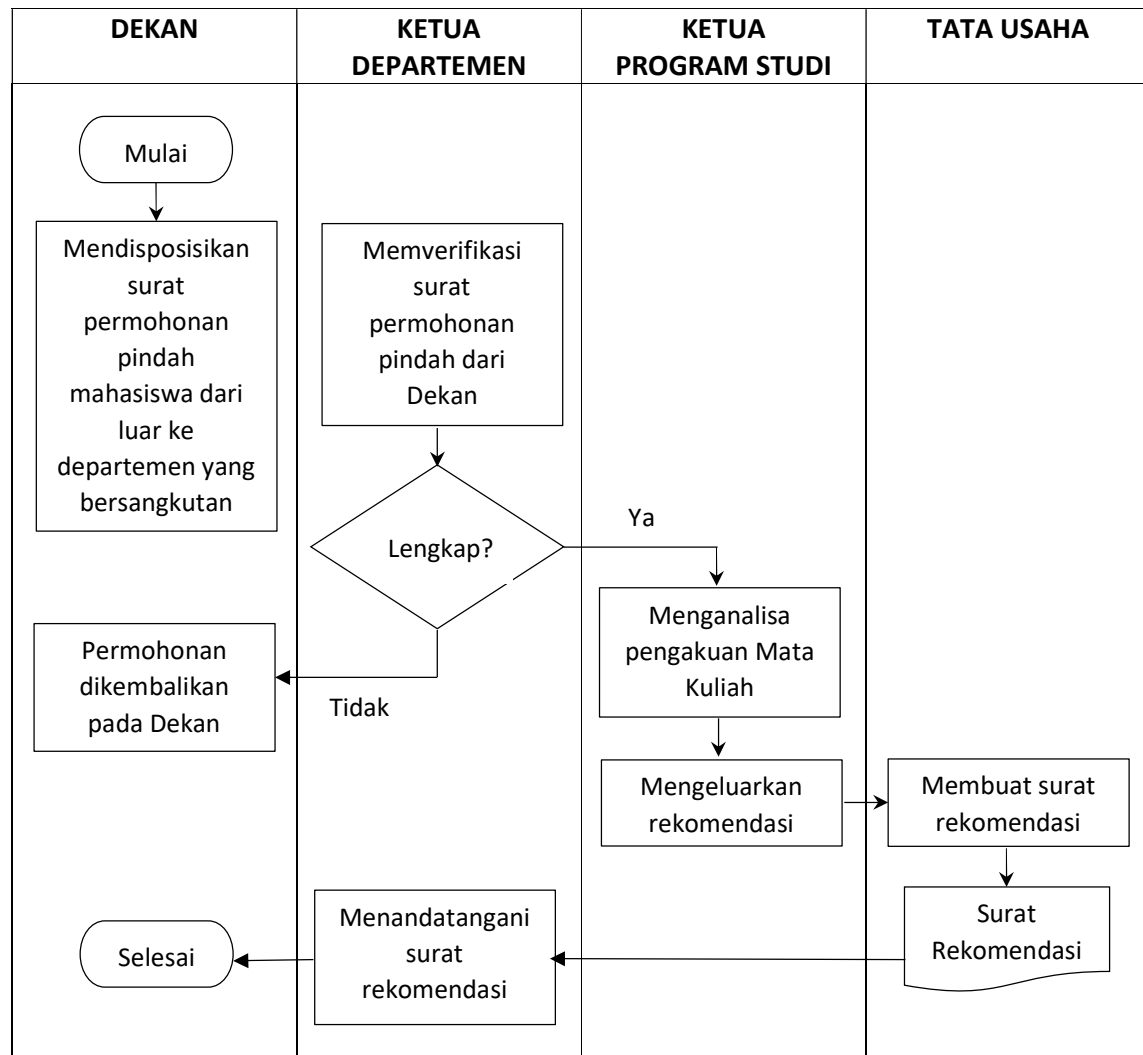 DEKAN
KETUA
DEPARTEMEN
KETUA
PROGRAM STUDI
TATA USAHA
Mulai
Mendisposisikan
surat
permohonan
pindah
mahasiswa dari
luar ke
departemen yang
bersangkutan
Memverifikasi
surat
permohonan
pindah dari
Dekan
Lengkap?
Ya
Tidak
Permohonan
dikembalikan
pada Dekan
Menganalisa
pengakuan Mata
Kuliah
Mengeluarkan
rekomendasi
Membuat surat
rekomendasi
Surat
Rekomendasi
Menandatangani
surat
rekomendasi
Selesai